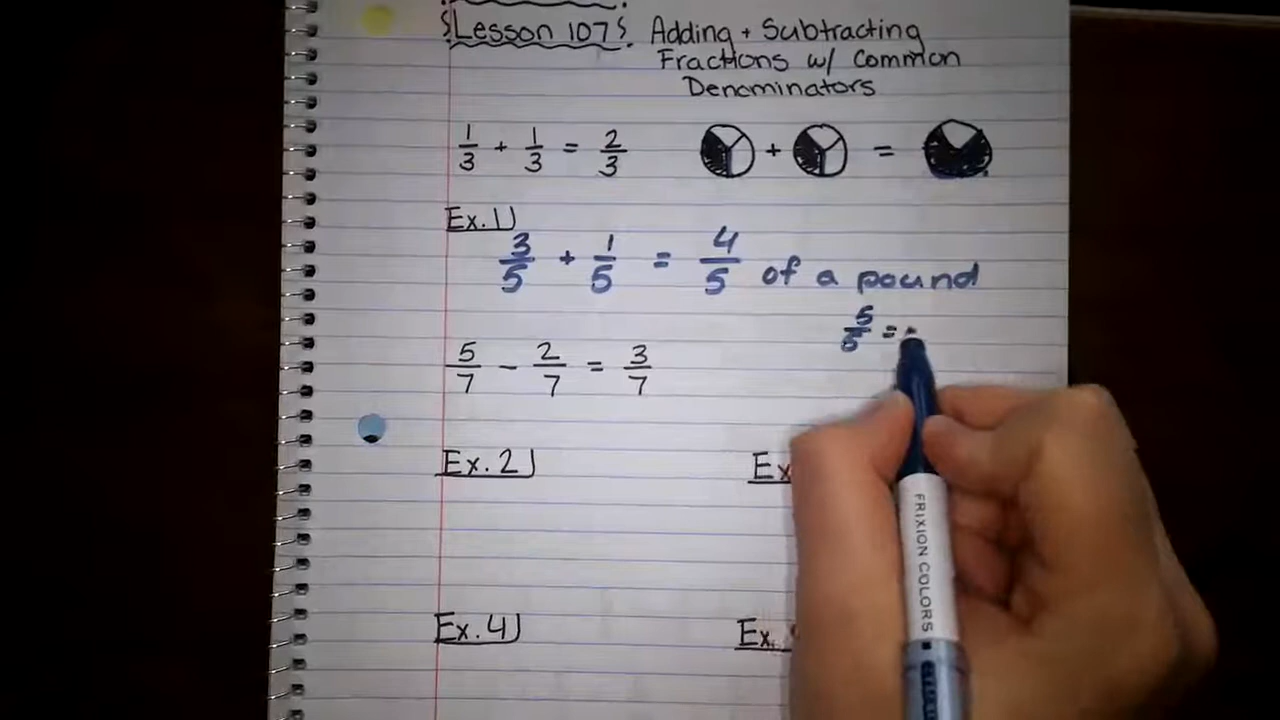 Lesson 107 Adding + Subtracting
Fractions w/ Common
Denominators
1/3 + 1/3 = 2/3 + =
Ex. 1
3/5 + 1/5 = 4/5 of a pound
5/5 =
5/7 - 2/7 = 3/7
Ex. 2 Ex
Ex. 4 Ex.
FRIXION COLORS